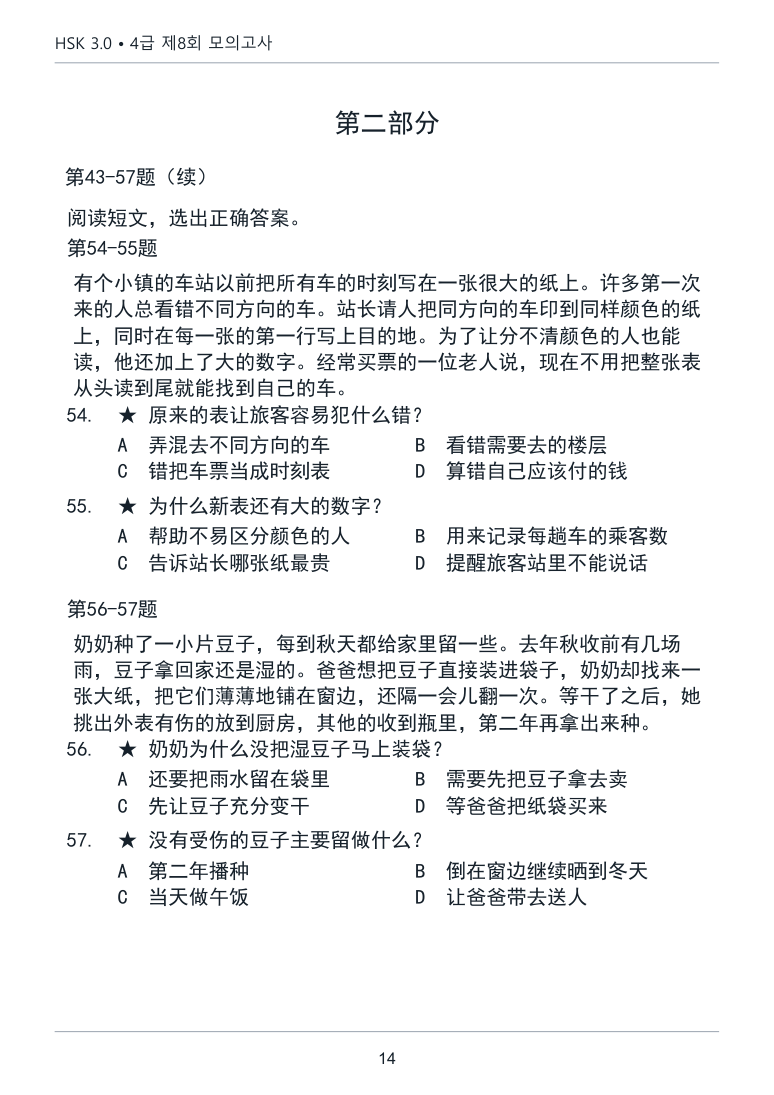 HSK 3.0 • 4급 제8회 모의고사
第二部分
第43-57题（续）
阅读短文，选出正确答案。
第54-55题
有个小镇的车站以前把所有车的时刻写在一张很大的纸上。许多第一次
来的人总看错不同方向的车。站长请人把同方向的车印到同样颜色的纸
上，同时在每一张的第一行写上目的地。为了让分不清颜色的人也能
读，他还加上了大的数字。经常买票的一位老人说，现在不用把整张表
从头读到尾就能找到自己的车。
54. ★ 原来的表让旅客容易犯什么错？
A 弄混去不同方向的车 B 看错需要去的楼层
C 错把车票当成时刻表 D 算错自己应该付的钱
55. ★ 为什么新表还有大的数字？
A 帮助不易区分颜色的人 B 用来记录每趟车的乘客数
C 告诉站长哪张纸最贵 D 提醒旅客站里不能说话
第56-57题
奶奶种了一小片豆子，每到秋天都给家里留一些。去年秋收前有几场
雨，豆子拿回家还是湿的。爸爸想把豆子直接装进袋子，奶奶却找来一
张大纸，把它们薄薄地铺在窗边，还隔一会儿翻一次。等干了之后，她
挑出外表有伤的放到厨房，其他的收到瓶里，第二年再拿出来种。
56. ★ 奶奶为什么没把湿豆子马上装袋？
A 还要把雨水留在袋里 B 需要先把豆子拿去卖
C 先让豆子充分变干 D 等爸爸把纸袋买来
57. ★ 没有受伤的豆子主要留做什么？
A 第二年播种 B 倒在窗边继续晒到冬天
C 当天做午饭 D 让爸爸带去送人
14